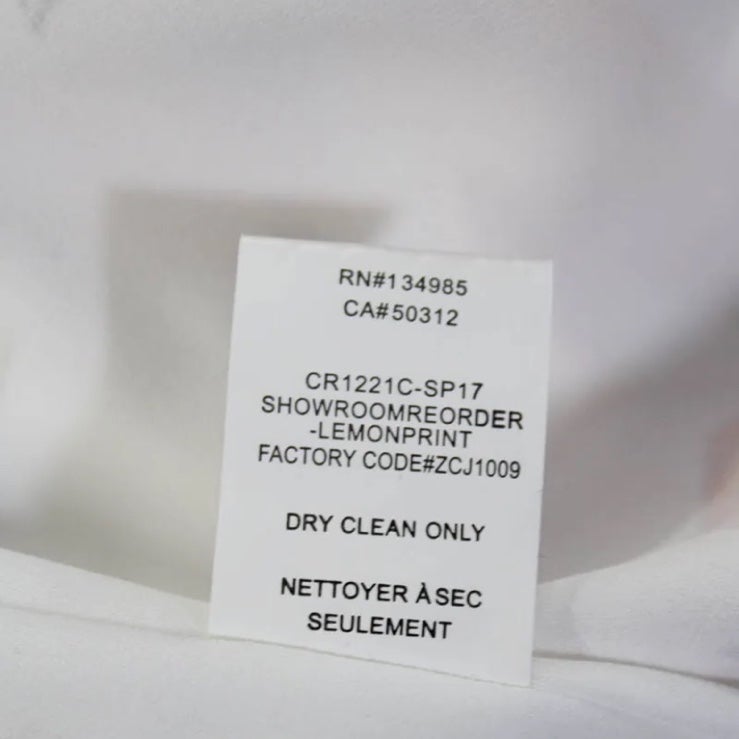 RN#134985
CA#50312
CR1221C-SP17
SHOWROOMREORDER
-LEMONPRINT
FACTORY CODE#ZCJ1009
DRY CLEAN ONLY
NETTOYER À SEC
SEULEMENT